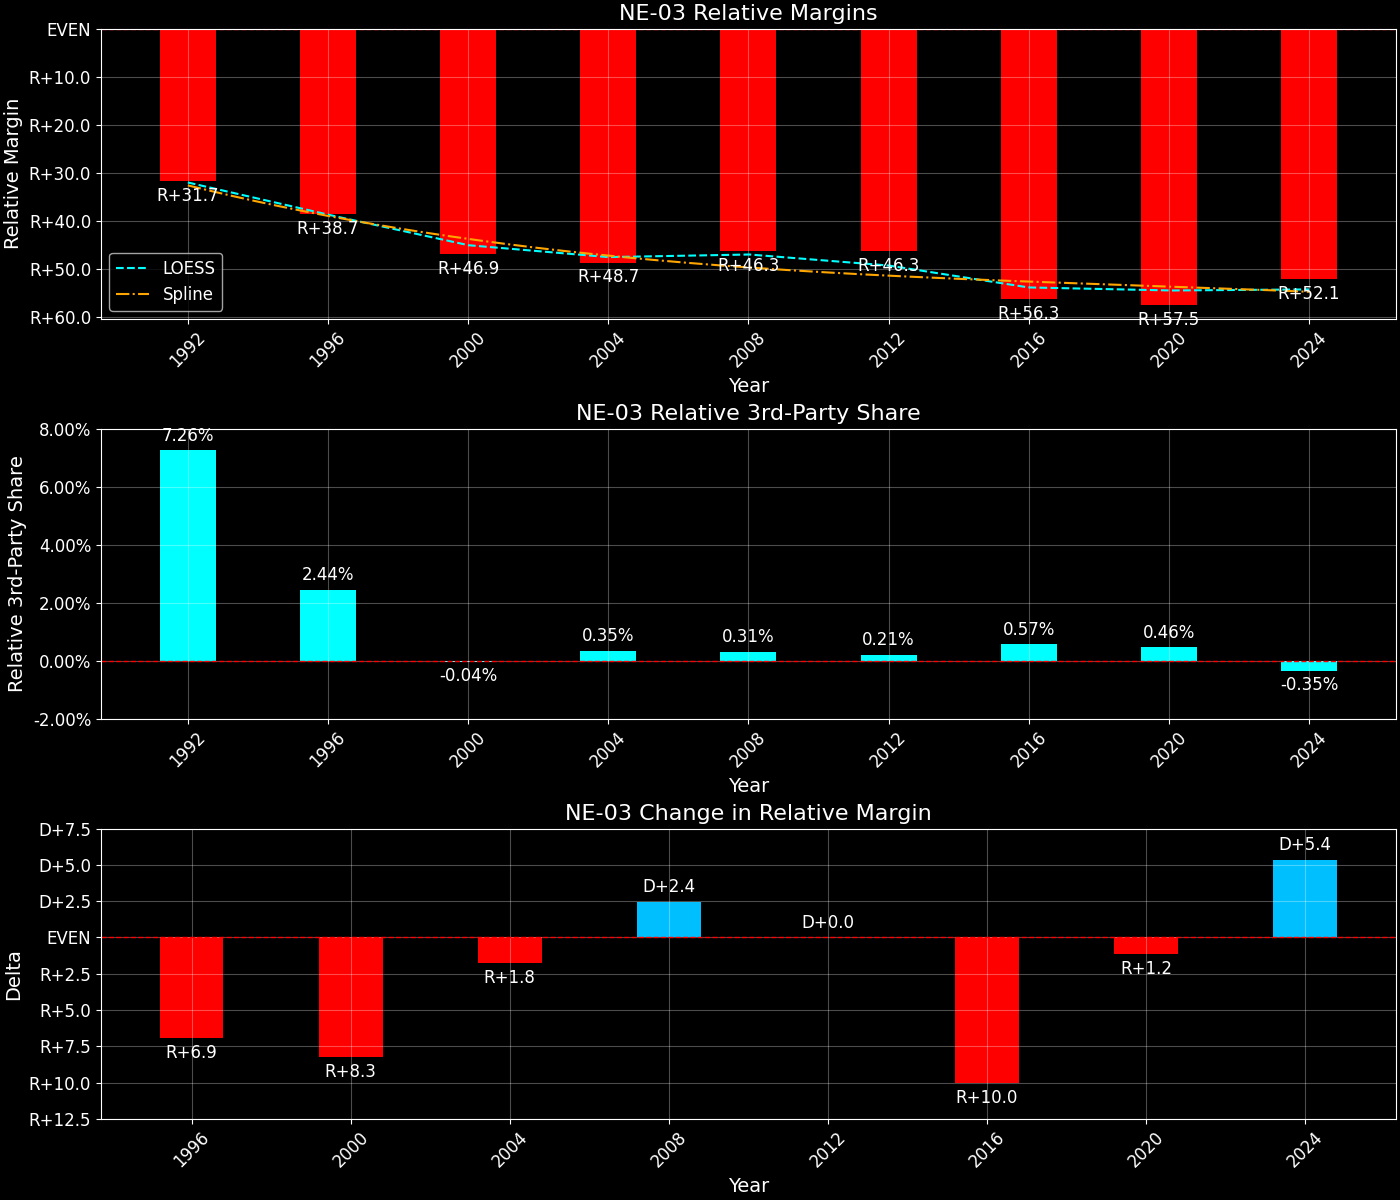 NE-03 Relative Margins
Relative Margin
EVEN
R+10.0
R+20.0
R+30.0
R+40.0
R+50.0
R+60.0
R+31.7
R+38.7
R+46.9
R+48.7
R+46.3
R+46.3
R+56.3
R+57.5
R+52.1
LOESS
Spline
1992
1996
2000
2004
2008
2012
2016
2020
2024
Year
NE-03 Relative 3rd-Party Share
Relative 3rd-Party Share
8.00%
6.00%
4.00%
2.00%
0.00%
-2.00%
7.26%
2.44%
-0.04%
0.35%
0.31%
0.21%
0.57%
0.46%
-0.35%
1992
1996
2000
2004
2008
2012
2016
2020
2024
Year
NE-03 Change in Relative Margin
Delta
D+7.5
D+5.0
D+2.5
EVEN
R+2.5
R+5.0
R+7.5
R+10.0
R+12.5
R+6.9
R+8.3
R+1.8
D+2.4
D+0.0
R+10.0
R+1.2
D+5.4
1996
2000
2004
2008
2012
2016
2020
2024
Year